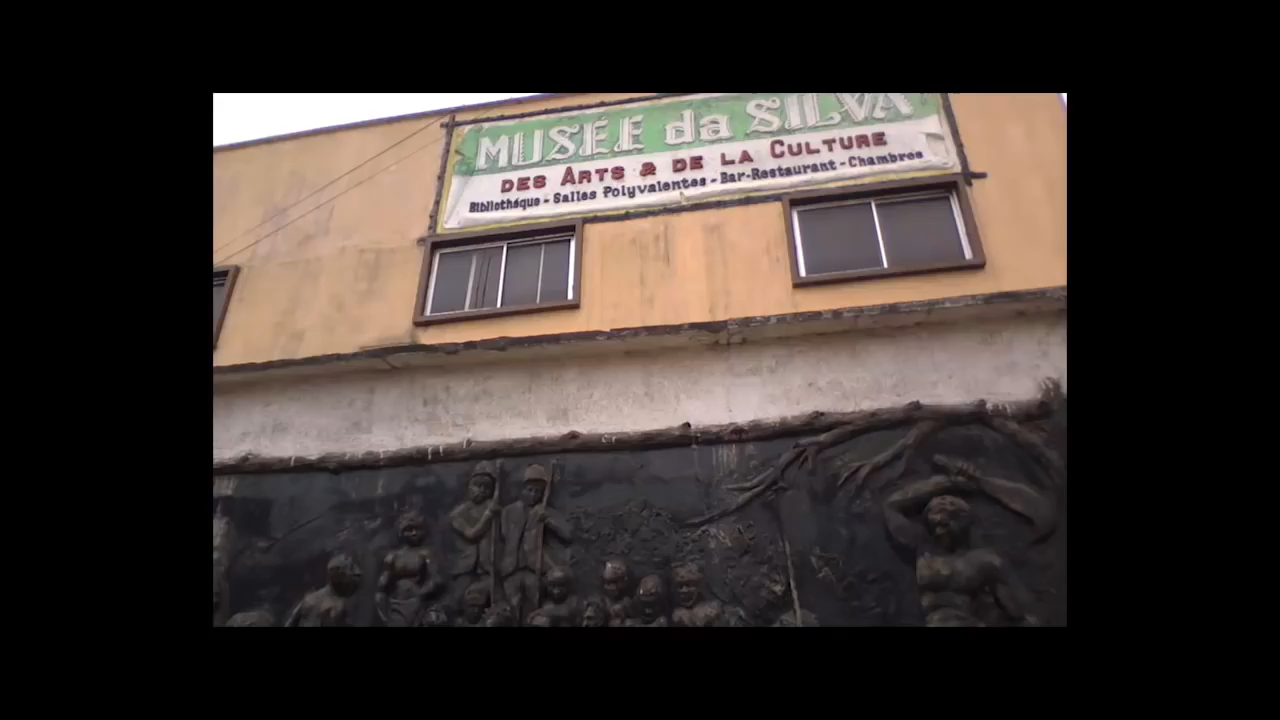 MUSÉE da SILVA
DES ARTS & DE LA CULTURE
Bibliothéque - Salles Polyvalentes - Bar-Restaurant - Chambres